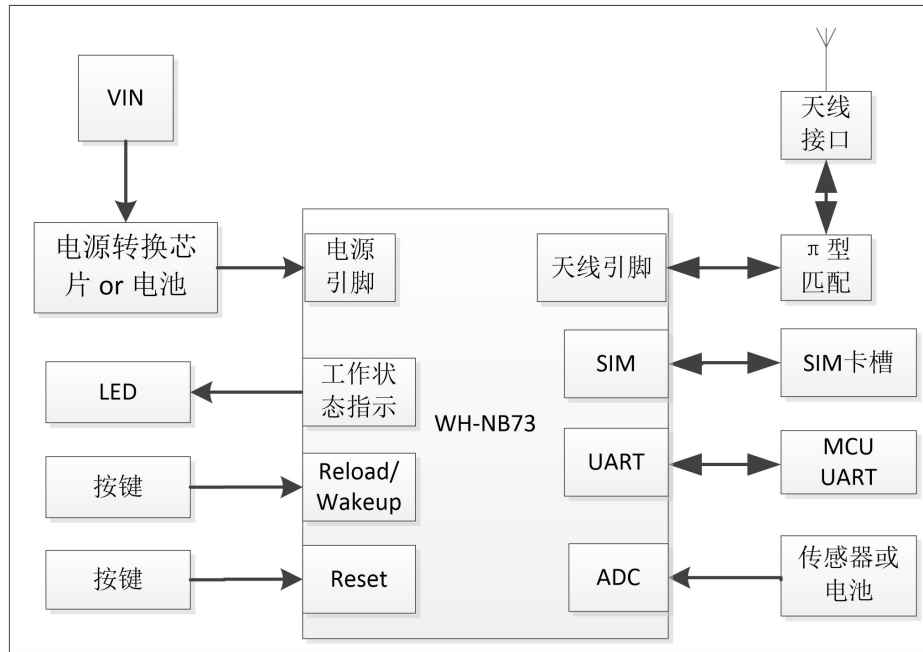 VIN
天线
接口
电源转换芯
片 or 电池
电源
引脚
天线引脚
π 型
匹配
LED
工作状
态指示
WH-NB73
SIM
SIM卡槽
按键
Reload/
Wakeup
UART
MCU
UART
按键
Reset
ADC
传感器或
电池